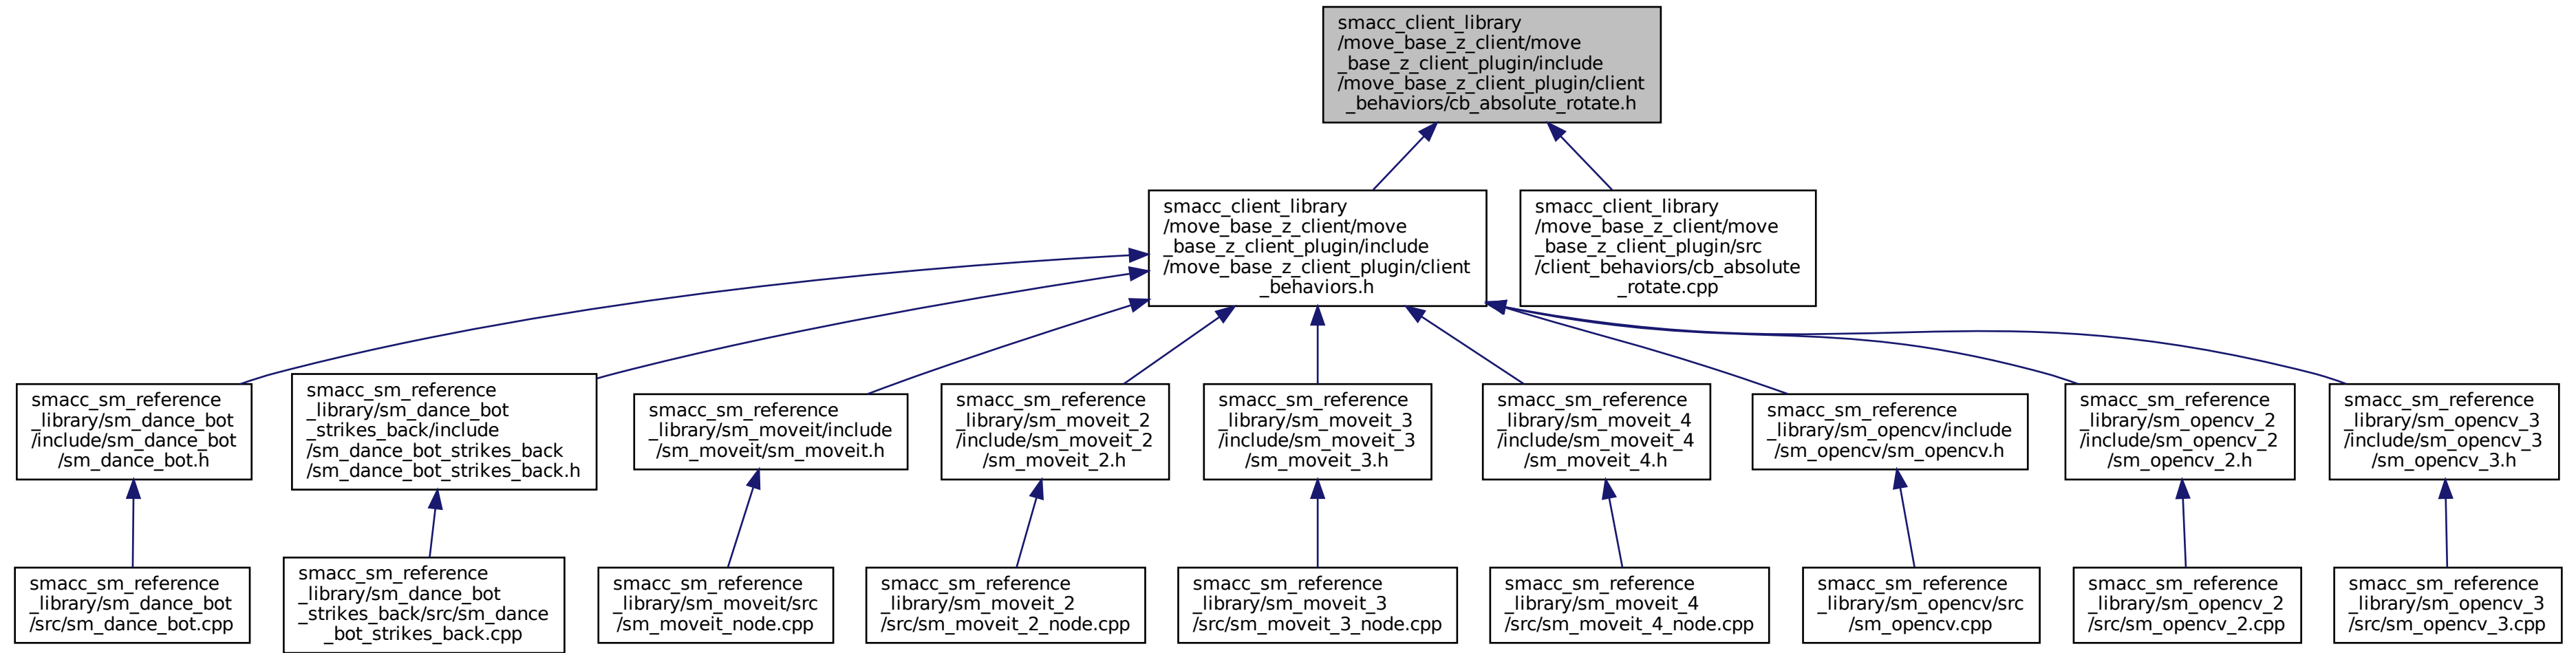 smacc_client_library
/move_base_z_client/move
_base_z_client_plugin/include
/move_base_z_client_plugin/client
_behaviors/cb_absolute_rotate.h
smacc_client_library
/move_base_z_client/move
_base_z_client_plugin/include
/move_base_z_client_plugin/client
_behaviors.h
smacc_client_library
/move_base_z_client/move
_base_z_client_plugin/src
/client_behaviors/cb_absolute
_rotate.cpp
smacc_sm_reference
_library/sm_dance_bot
/include/sm_dance_bot
/sm_dance_bot.h
smacc_sm_reference
_library/sm_dance_bot
_strikes_back/include
/sm_dance_bot_strikes_back
/sm_dance_bot_strikes_back.h
smacc_sm_reference
_library/sm_moveit/include
/sm_moveit/sm_moveit.h
smacc_sm_reference
_library/sm_moveit_2
/include/sm_moveit_2
/sm_moveit_2.h
smacc_sm_reference
_library/sm_moveit_3
/include/sm_moveit_3
/sm_moveit_3.h
smacc_sm_reference
_library/sm_moveit_4
/include/sm_moveit_4
/sm_moveit_4.h
smacc_sm_reference
_library/sm_opencv/include
/sm_opencv/sm_opencv.h
smacc_sm_reference
_library/sm_opencv_2
/include/sm_opencv_2
/sm_opencv_2.h
smacc_sm_reference
_library/sm_opencv_3
/include/sm_opencv_3
/sm_opencv_3.h
smacc_sm_reference
_library/sm_dance_bot
/src/sm_dance_bot.cpp
smacc_sm_reference
_library/sm_dance_bot
_strikes_back/src/sm_dance
_bot_strikes_back.cpp
smacc_sm_reference
_library/sm_moveit/src
/sm_moveit_node.cpp
smacc_sm_reference
_library/sm_moveit_2
/src/sm_moveit_2_node.cpp
smacc_sm_reference
_library/sm_moveit_3
/src/sm_moveit_3_node.cpp
smacc_sm_reference
_library/sm_moveit_4
/src/sm_moveit_4_node.cpp
smacc_sm_reference
_library/sm_opencv/src
/sm_opencv.cpp
smacc_sm_reference
_library/sm_opencv_2
/src/sm_opencv_2.cpp
smacc_sm_reference
_library/sm_opencv_3
/src/sm_opencv_3.cpp